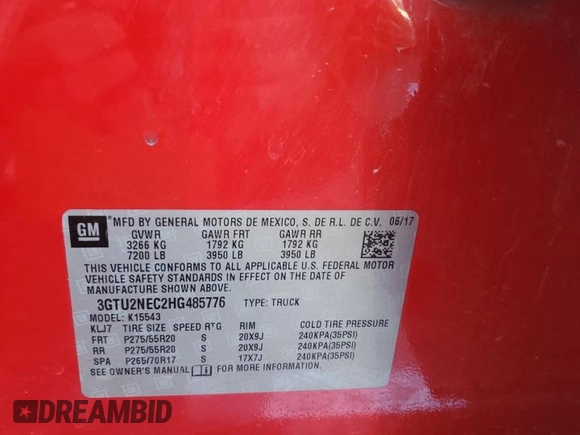 GM MFD BY GENERAL MOTORS DE MEXICO, S. DE R.L. DE C.V. 06/17
GVWR GAWR FRT GAWR RR
3266 KG 1792 KG 1792 KG
7200 LB 3950 LB 3950 LB
THIS VEHICLE CONFORMS TO ALL APPLICABLE U.S. FEDERAL MOTOR
VEHICLE SAFETY STANDARDS IN EFFECT ON THE DATE OF
MANUFACTURE SHOWN ABOVE.
3GTU2NEC2HG485776 TYPE: TRUCK
MODEL: K15543
KLJ7 TIRE SIZE SPEED RTG RIM COLD TIRE PRESSURE
FRT P275/55R20 S 20X9J 240KPA(35PSI)
RR P275/55R20 S 20X9J 240KPA(35PSI)
SPA P265/70R17 S 17X7J 240KPA(35PSI)
SEE OWNER'S MANUAL FOR MORE INFORMATION.
DREAMBID